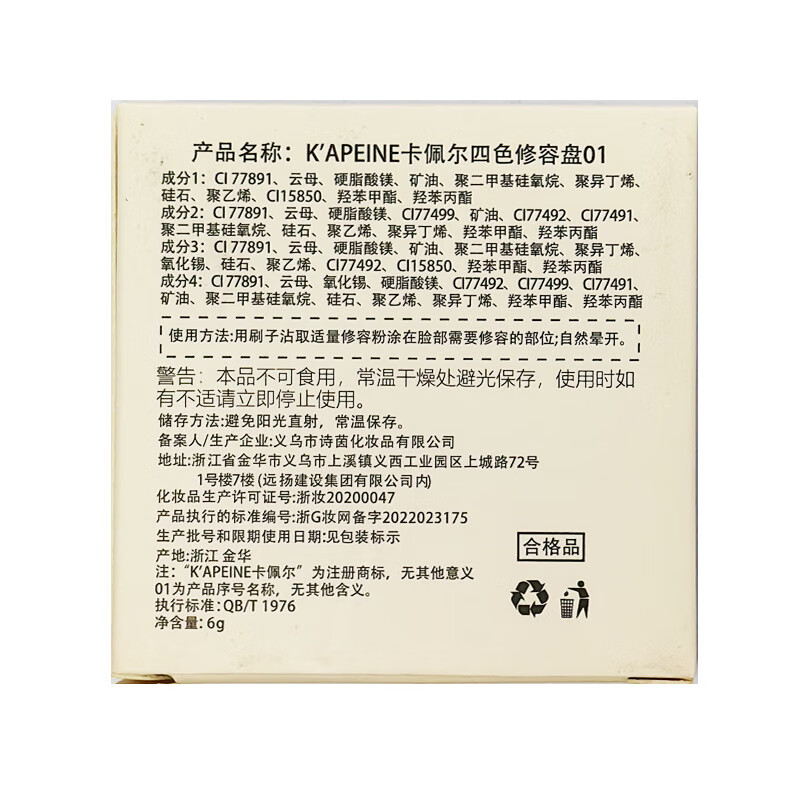 产品名称：K’APEINE卡佩尔四色修容盘01
成分1：CI 77891、云母、硬脂酸镁、矿油、聚二甲基硅氧烷、聚异丁烯、
硅石、聚乙烯、CI15850、羟苯甲酯、羟苯丙酯
成分2：CI 77891、云母、硬脂酸镁、CI77499、矿油、CI77492、CI77491、
聚二甲基硅氧烷、硅石、聚乙烯、聚异丁烯、羟苯甲酯、羟苯丙酯
成分3：CI 77891、云母、硬脂酸镁、矿油、聚二甲基硅氧烷、聚异丁烯、
氧化锡、硅石、聚乙烯、CI77492、CI15850、羟苯甲酯、羟苯丙酯
成分4：CI 77891、云母、氧化锡、硬脂酸镁、CI77492、CI77499、CI77491、
矿油、聚二甲基硅氧烷、硅石、聚乙烯、聚异丁烯、羟苯甲酯、羟苯丙酯
使用方法:用刷子沾取适量修容粉涂在脸部需要修容的部位;自然晕开。
警告：本品不可食用，常温干燥处避光保存，使用时如
有不适请立即停止使用。
储存方法:避免阳光直射，常温保存。
备案人/生产企业:义乌市诗茵化妆品有限公司
地址:浙江省金华市义乌市上溪镇义西工业园区上城路72号
1号楼7楼(远扬建设集团有限公司内)
化妆品生产许可证号:浙妆20200047
产品执行的标准编号:浙G妆网备字2022023175
生产批号和限期使用日期:见包装标示
产地:浙江 金华
注：“K’APEINE卡佩尔”为注册商标，无其他意义
01为产品序号名称，无其他含义。
执行标准：QB/T 1976
净含量: 6g
合格品